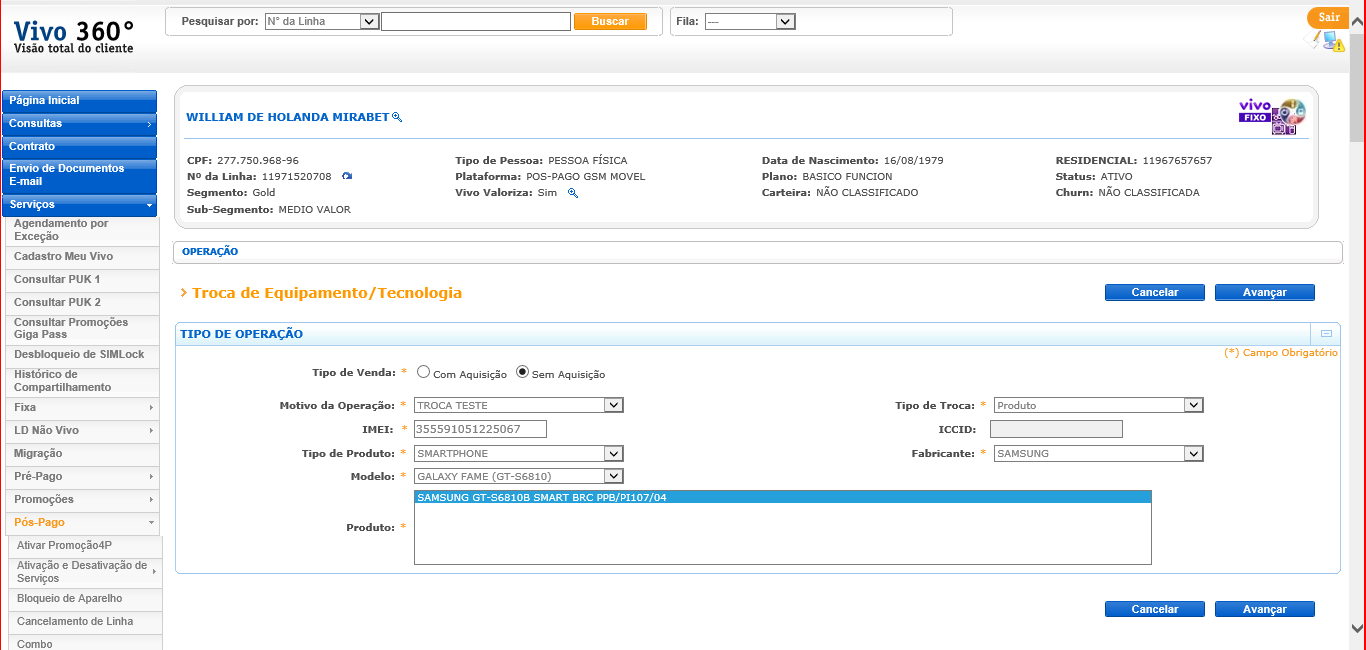 Vivo 360°
Visão total do cliente
Pesquisar por: N° da Linha Buscar Fila: ---
Sair
Página Inicial
Consultas
Contrato
Envio de Documentos
E-mail
Serviços
Agendamento por
Exceção
Cadastro Meu Vivo
Consultar PUK 1
Consultar PUK 2
Consultar Promoções
Giga Pass
Desbloqueio de SIMLock
Histórico de
Compartilhamento
Fixa
LD Não Vivo
Migração
Pré-Pago
Promoções
Pós-Pago
Ativar Promoção4P
Ativação e Desativação de
Serviços
Bloqueio de Aparelho
Cancelamento de Linha
Combo
WILLIAM DE HOLANDA MIRABET
vivo
FIXO
CPF: 277.750.968-96 Tipo de Pessoa: PESSOA FÍSICA Data de Nascimento: 16/08/1979 RESIDENCIAL: 11967657657
Nº da Linha: 11971520708 Plataforma: POS-PAGO GSM MOVEL Plano: BASICO FUNCION Status: ATIVO
Segmento: Gold Vivo Valoriza: Sim Carteira: NÃO CLASSIFICADO Churn: NÃO CLASSIFICADA
Sub-Segmento: MEDIO VALOR
OPERAÇÃO
Troca de Equipamento/Tecnologia Cancelar Avançar
TIPO DE OPERAÇÃO
(*) Campo Obrigatório
Tipo de Venda: * Com Aquisição Sem Aquisição
Motivo da Operação: * TROCA TESTE Tipo de Troca: * Produto
IMEI: * 355591051225067 ICCID:
Tipo de Produto: * SMARTPHONE Fabricante: * SAMSUNG
Modelo: * GALAXY FAME (GT-S6810)
SAMSUNG GT-S6810B SMART BRC PPB/PI107/04
Produto: *
Cancelar Avançar